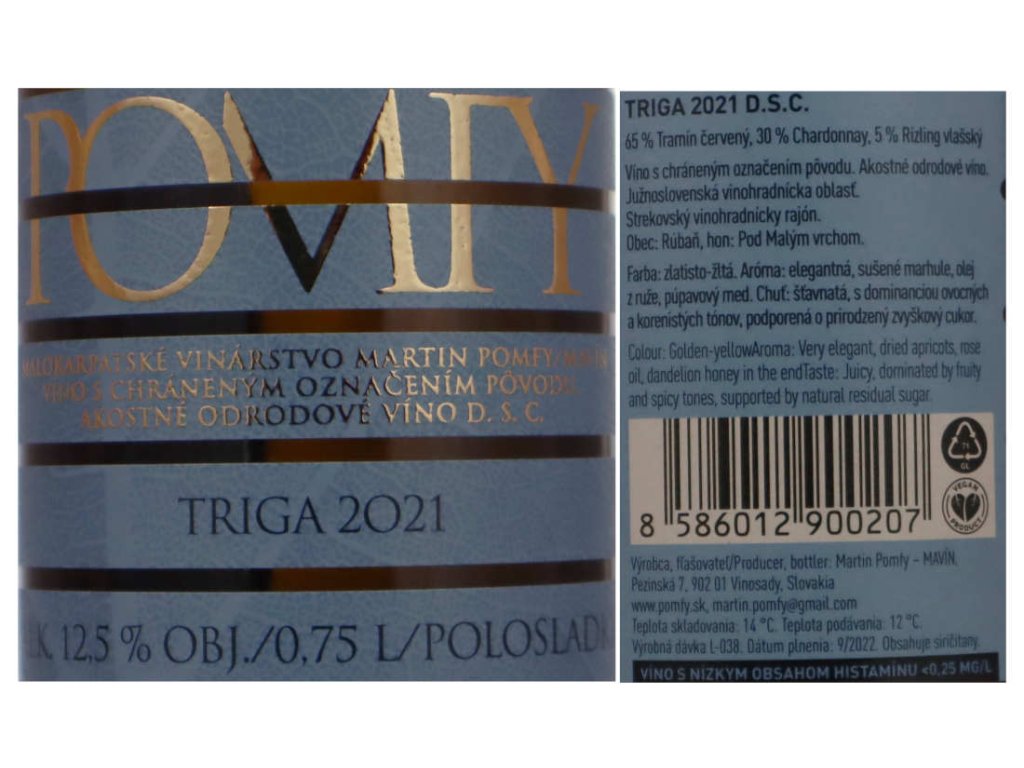 POMFY
MALOKARPATSKÉ VINÁRSTVO MARTIN POMFY/MAVÍN
VÍNO S CHRÁNENÝM OZNAČENÍM PÔVODU
AKOSTNÉ ODRODOVÉ VÍNO D. S. C.
TRIGA 2021
12,5 % OBJ./0,75 L/POLOSLADK
TRIGA 2021 D.S.C.
65 % Tramín červený, 30 % Chardonnay, 5 % Rizling vlašský
Víno s chráneným označením pôvodu. Akostné odrodové víno.
Južnoslovenská vinohradnícka oblasť.
Strekovský vinohradnícky rajón.
Obec: Rúbaň, hon: Pod Malým vrchom.
Farba: zlatisto-žltá. Aróma: elegantná, sušené marhule, olej
z ruže, púpavový med. Chuť: šťavnatá, s dominanciou ovocných
a korenistých tónov, podporená o prirodzený zvyškový cukor.
Colour: Golden-yellowAroma: Very elegant, dried apricots, rose
oil, dandelion honey in the endTaste: Juicy, dominated by fruity
and spicy tones, supported by natural residual sugar.
71
GL
VEGAN
PRODUCT
8 586012 900207
Výrobca, fľašovateľ/Producer, bottler: Martin Pomfy – MAVÍN,
Pezinská 7, 902 01 Vinosady, Slovakia
www.pomfy.sk, martin.pomfy@gmail.com
Teplota skladovania: 14 °C. Teplota podávania: 12 °C.
Výrobná dávka L-038. Dátum plnenia: 9/2022. Obsahuje siričitany.
VÍNO S NÍZKYM OBSAHOM HISTAMÍNU <0,25 MG/L